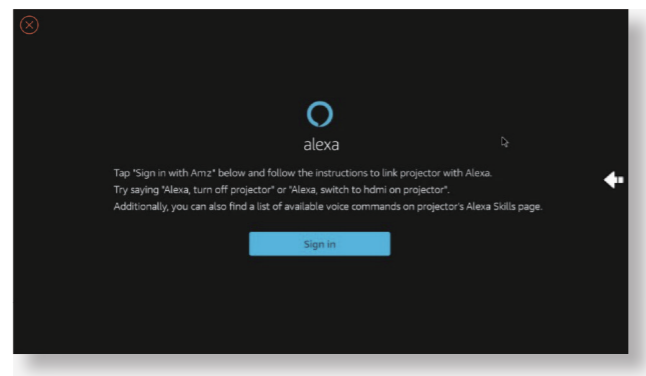 alexa
Tap "Sign in with Amz" below and follow the instructions to link projector with Alexa.
Try saying "Alexa, turn off projector" or "Alexa, switch to hdmi on projector".
Additionally, you can also find a list of available voice commands on projector's Alexa Skills page.
Sign in